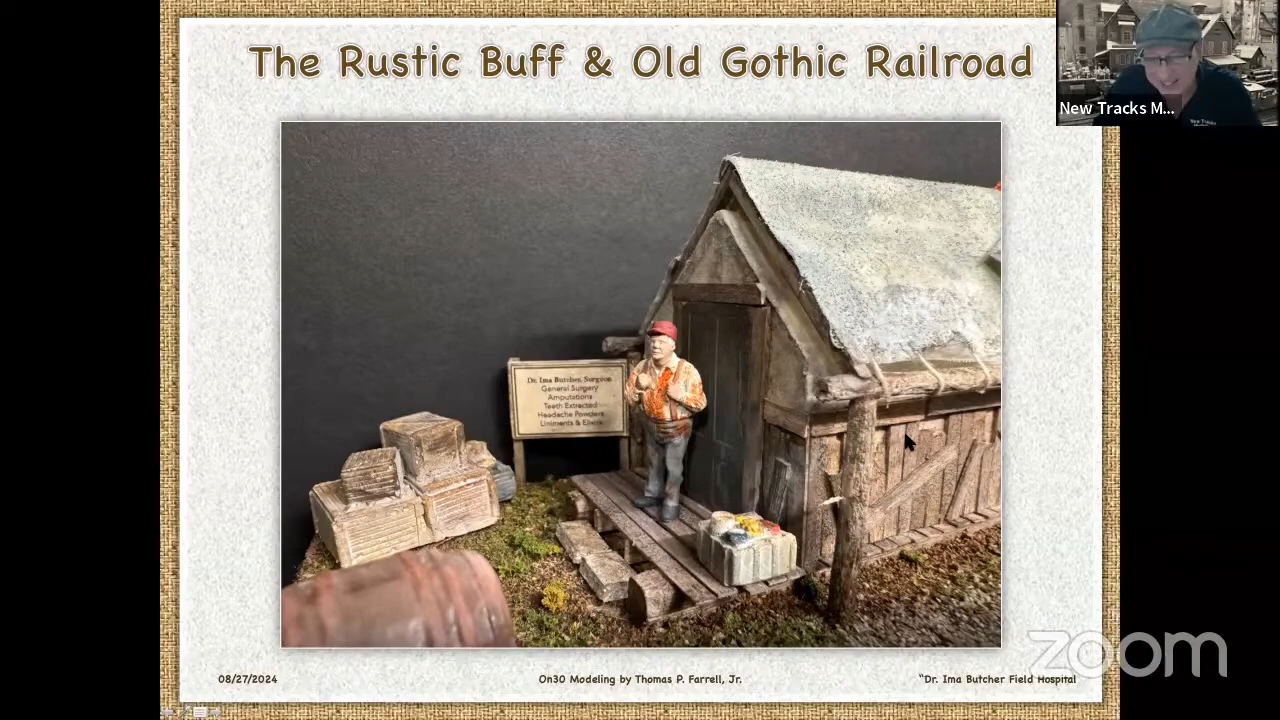 The Rustic Buff & Old Gothic Railroad
New Tracks M...
Dr. Ima Butcher, Surgeon
General Surgery
Amputations
Teeth Extracted
Headache Powders
Liniments & Elixirs
zoom
08/27/2024
On30 Modeling by Thomas P. Farrell, Jr.
“Dr. Ima Butcher Field Hospital